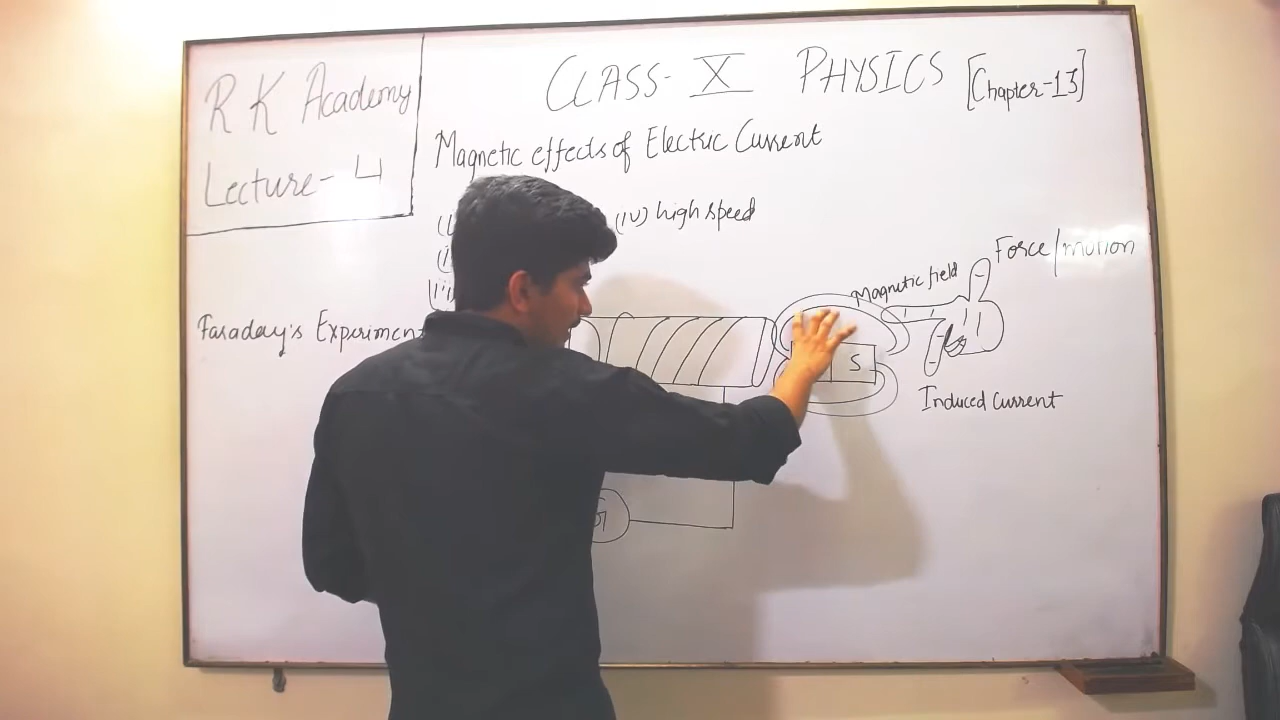 R K Academy
Lecture- 4
CLASS- X PHYSICS [Chapter-13]
Magnetic effects of Electric Current
(iv) high speed
(iii)
Faraday's Experiment
Magnetic field
Force/motion
S
Induced Current
G